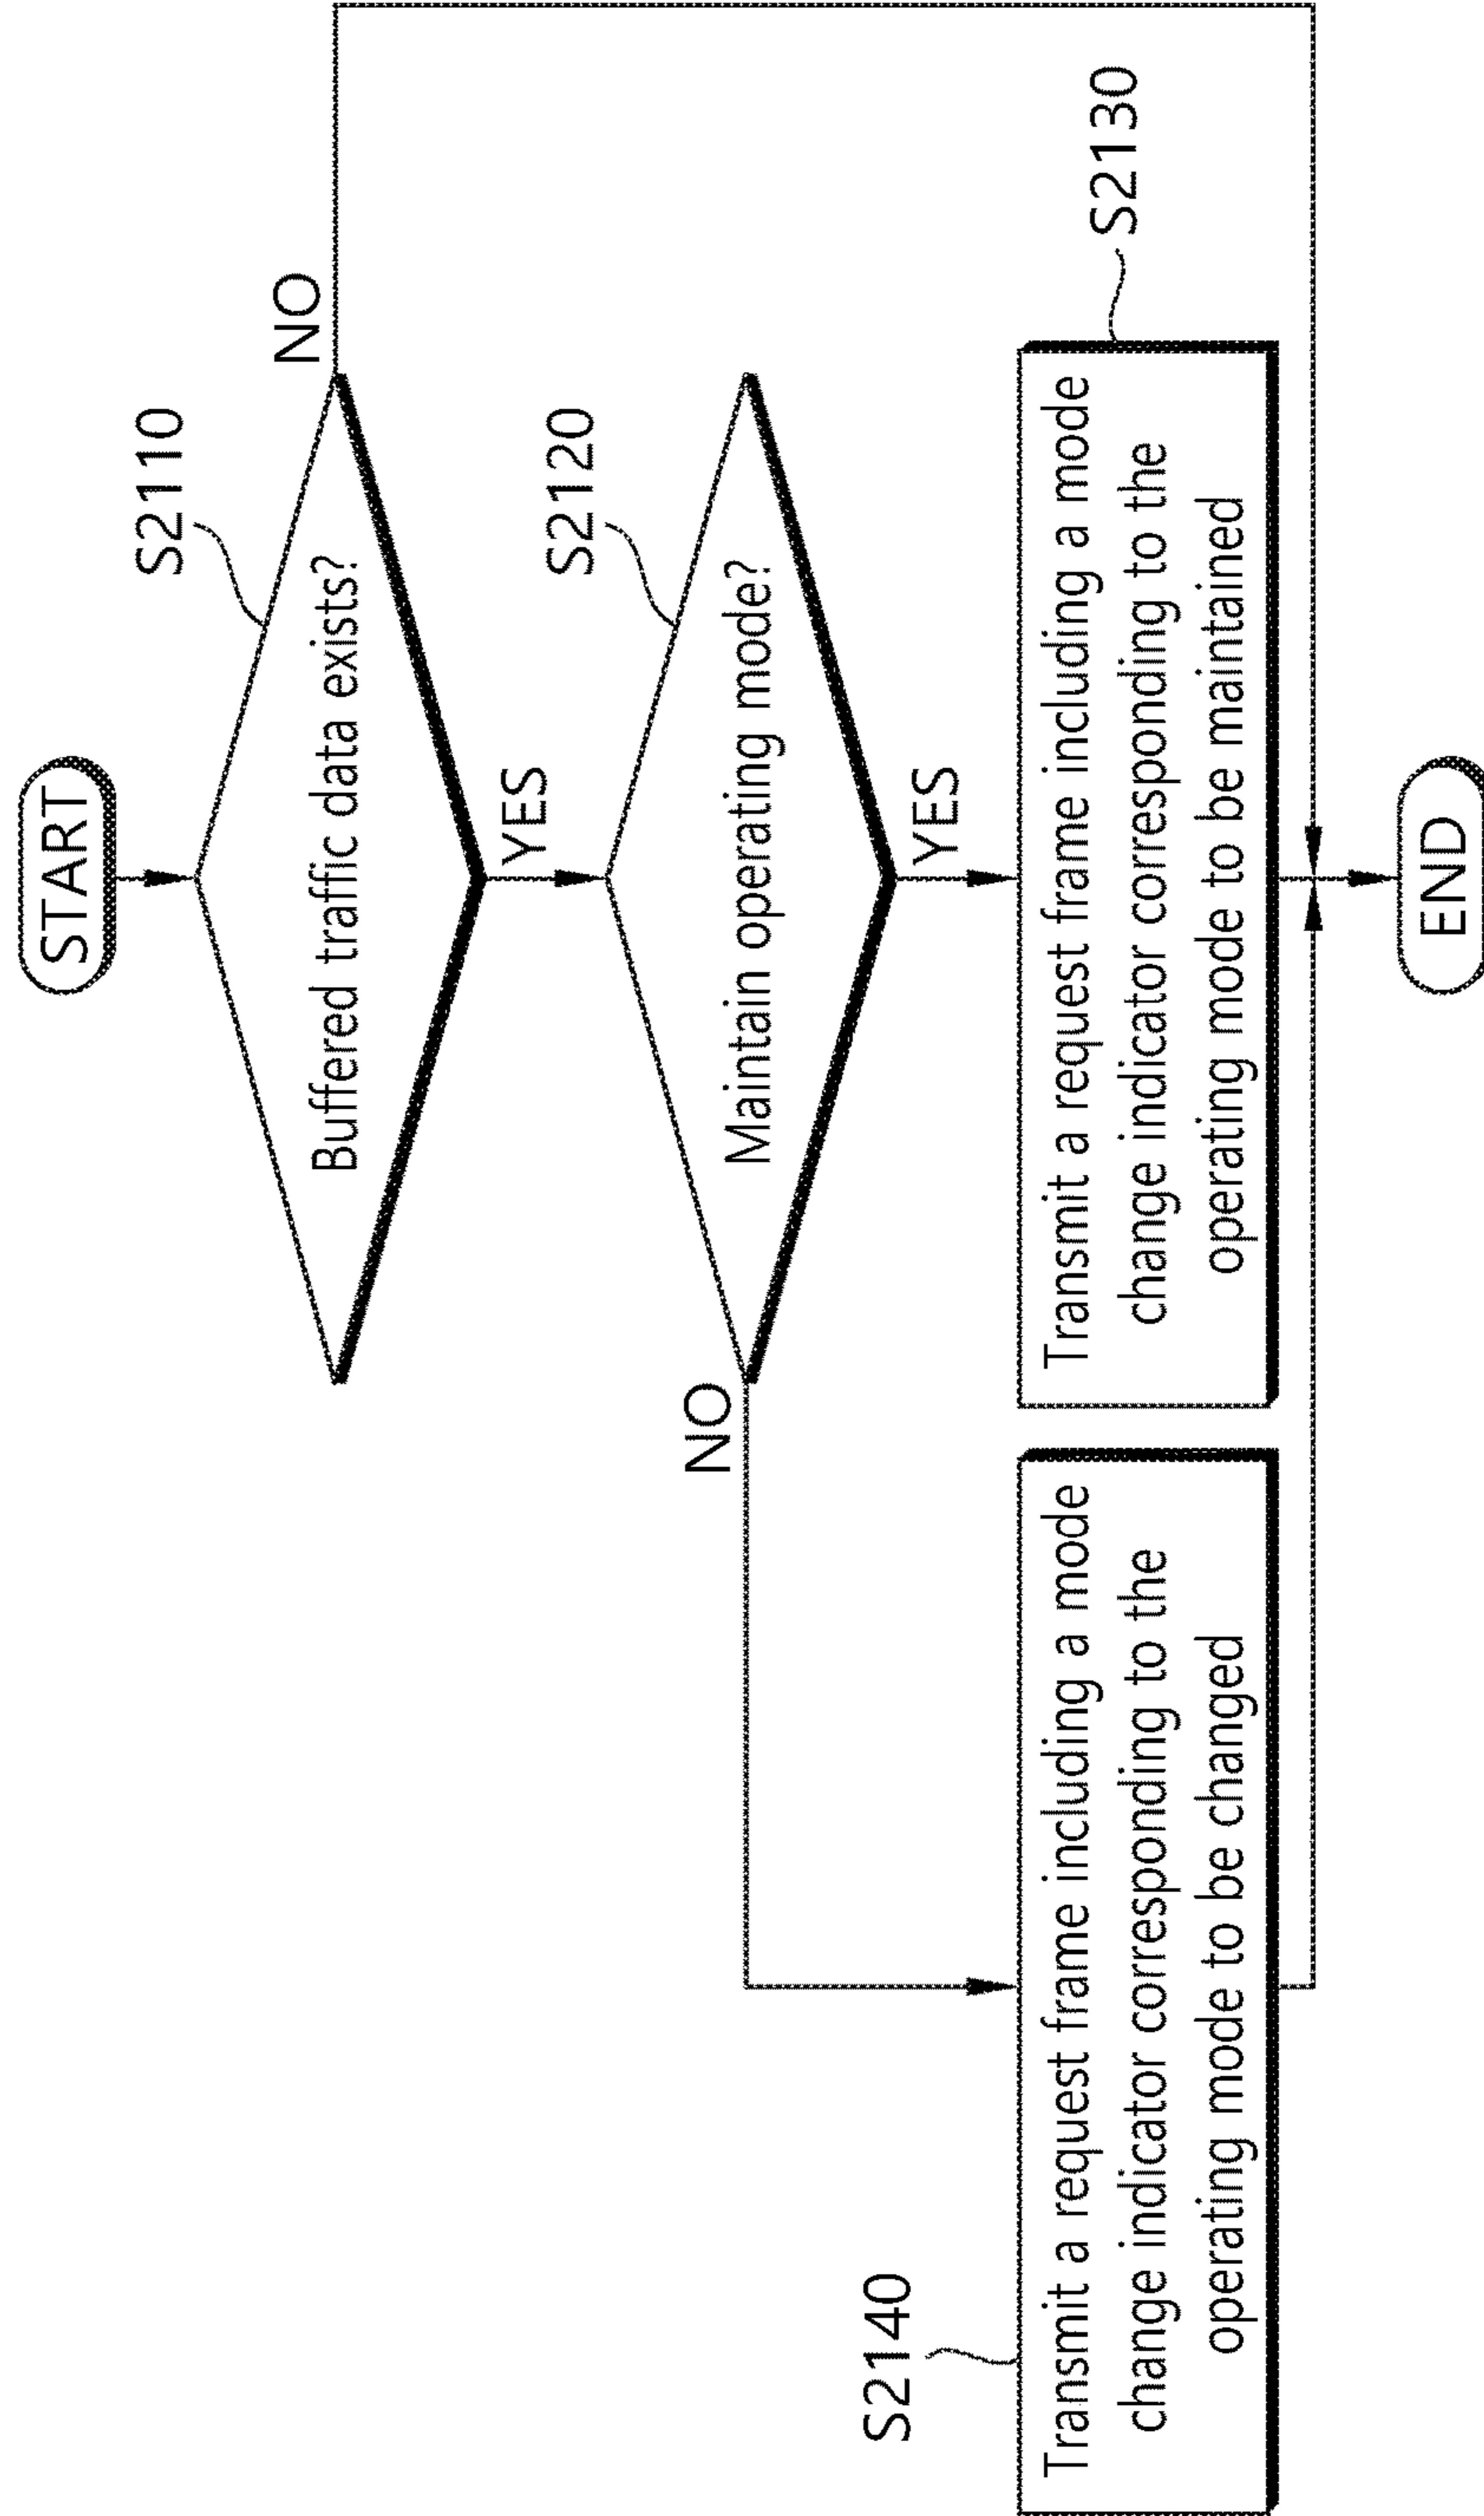 START
S2110
Buffered traffic data exists?
NO
YES
S2120
Maintain operating mode?
NO
YES
S2140
Transmit a request frame including a mode
change indicator corresponding to the
operating mode to be changed
S2130
Transmit a request frame including a mode
change indicator corresponding to the
operating mode to be maintained
END